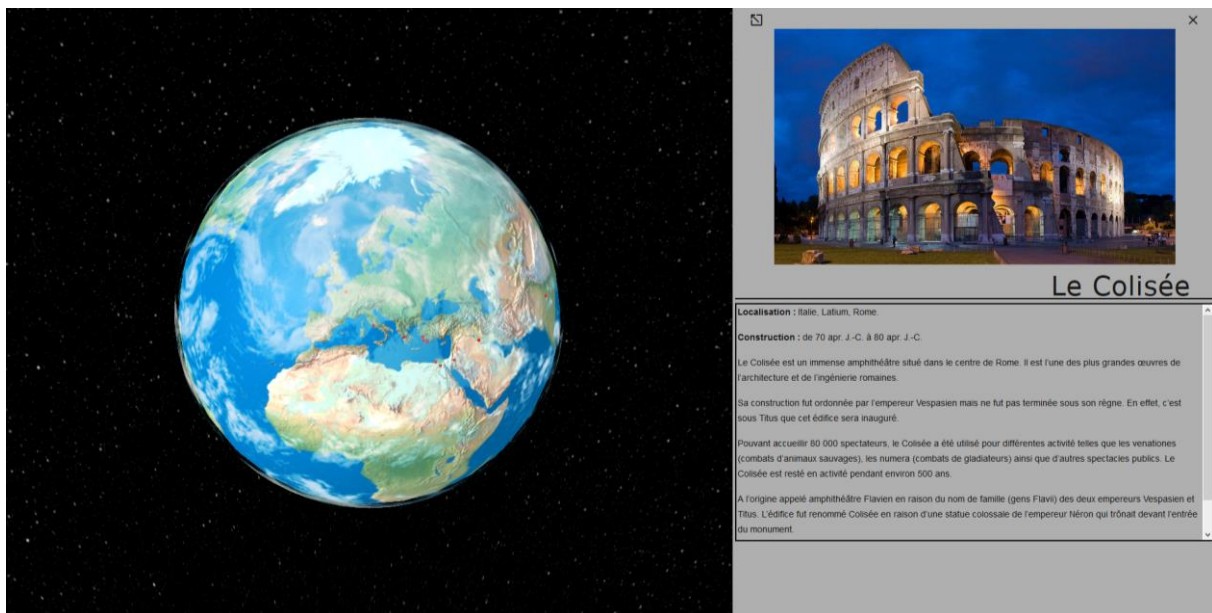 Le Colisée
Localisation : Italie, Latium, Rome.
Construction : de 70 apr. J.-C. à 80 apr. J.-C.
Le Colisée est un immense amphithéâtre situé dans le centre de Rome. Il est l'une des plus grandes œuvres de
l'architecture et de l'ingénierie romaines.
Sa construction fut ordonnée par l'empereur Vespasien mais ne fut pas terminée sous son règne. En effet, c'est
sous Titus que cet édifice sera inauguré.
Pouvant accueillir 80 000 spectateurs, le Colisée a été utilisé pour différentes activité telles que les venationes
(combats d'animaux sauvages), les numera (combats de gladiateurs) ainsi que d'autres spectacles publics. Le
Colisée est resté en activité pendant environ 500 ans.
A l'origine appelé amphithéâtre Flavien en raison du nom de famille (gens Flavii) des deux empereurs Vespasien et
Titus. L'édifice fut renommé Colisée en raison d'une statue colossale de l'empereur Néron qui trônait devant l'entrée
du monument.